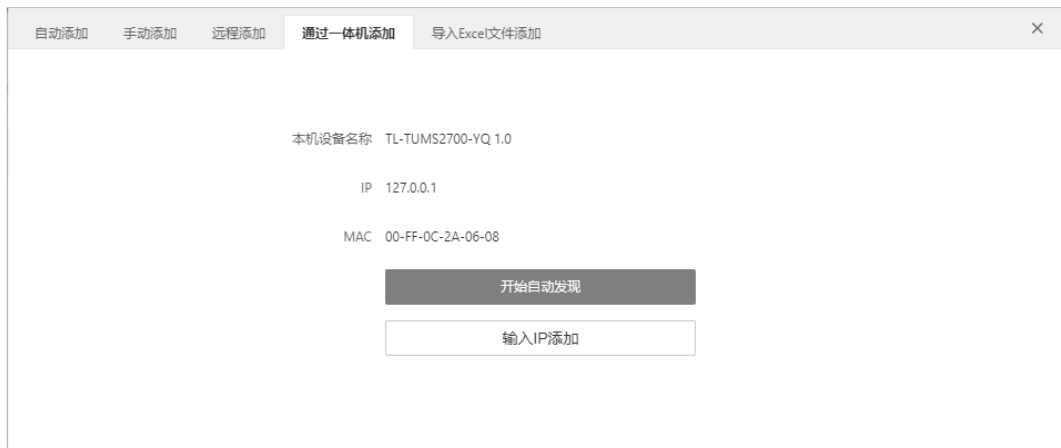 自动添加 手动添加 远程添加 通过一体机添加 导入Excel文件添加
本机设备名称 TL-TUMS2700-YQ 1.0
IP 127.0.0.1
MAC 00-FF-0C-2A-06-08
开始自动发现
输入IP添加